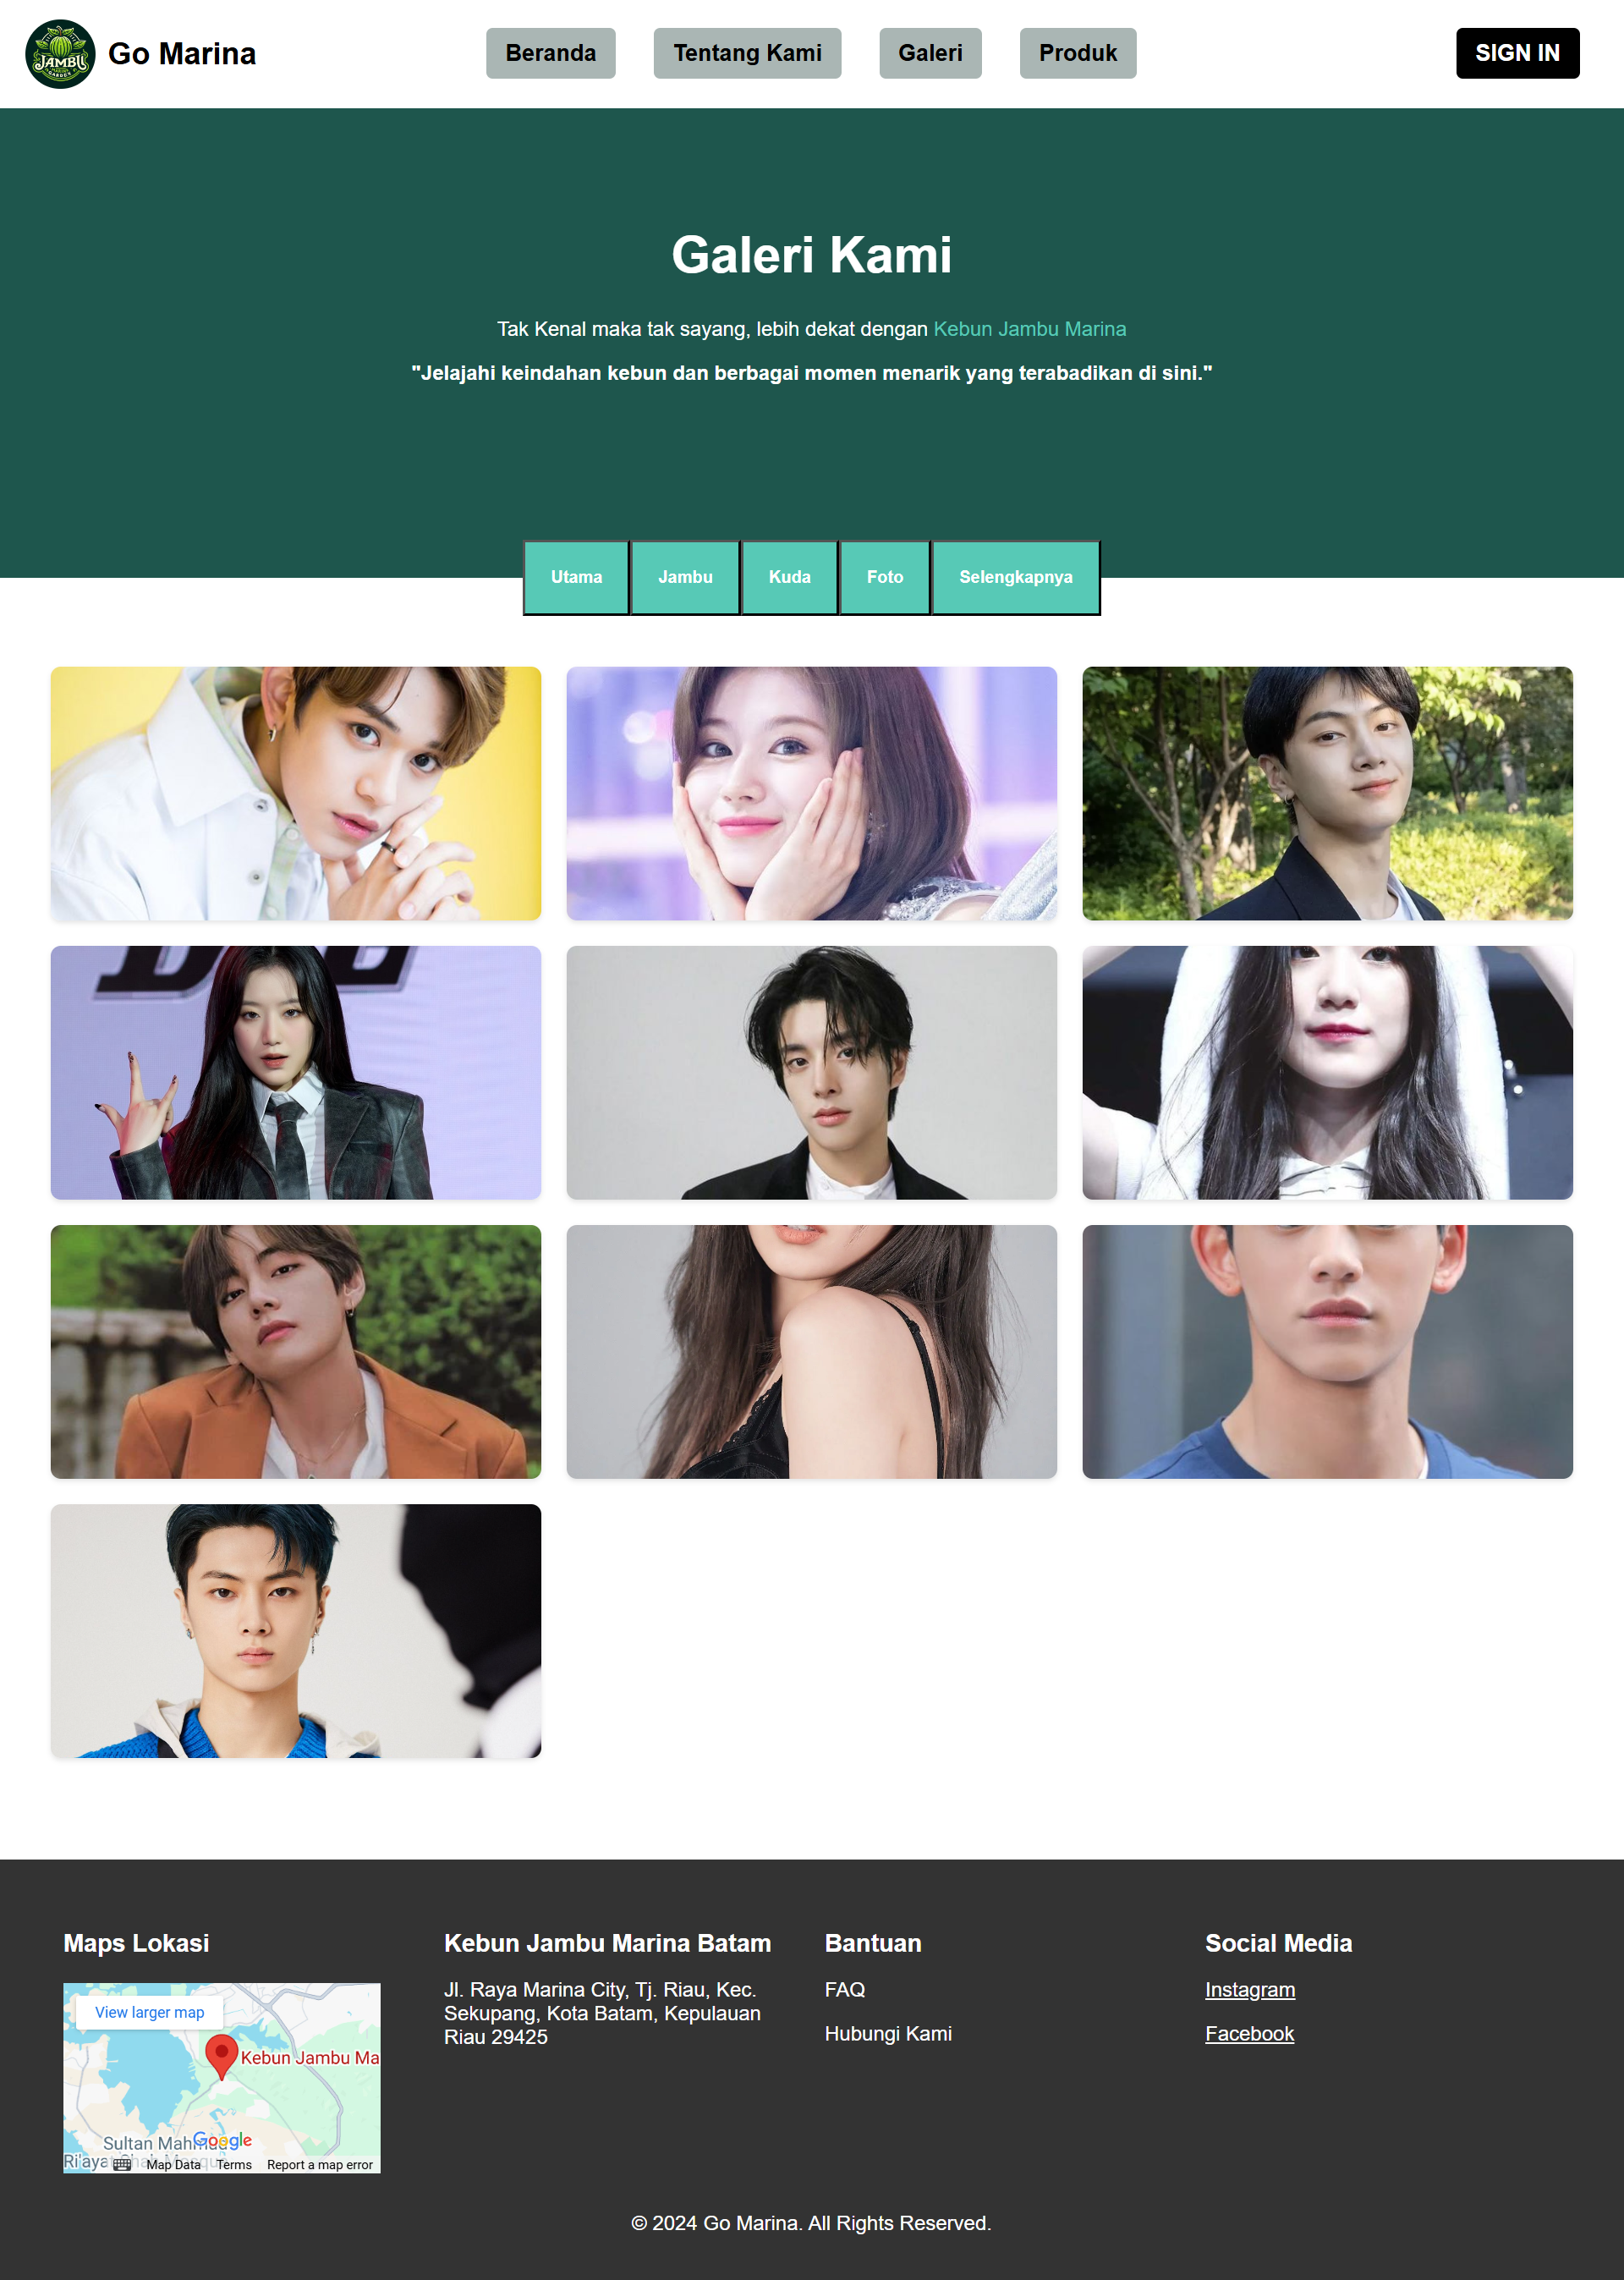 JAMBU
GARDEN
Go Marina
Beranda
Tentang Kami
Galeri
Produk
SIGN IN
Galeri Kami
Tak Kenal maka tak sayang, lebih dekat dengan Kebun Jambu Marina
"Jelajahi keindahan kebun dan berbagai momen menarik yang terabadikan di sini."
Utama
Jambu
Kuda
Foto
Selengkapnya
Maps Lokasi
View larger map
Kebun Jambu Ma
Sultan Mahmud
Google
Map Data
Terms
Report a map error
Kebun Jambu Marina Batam
Jl. Raya Marina City, Tj. Riau, Kec.
Sekupang, Kota Batam, Kepulauan
Riau 29425
Bantuan
FAQ
Hubungi Kami
Social Media
Instagram
Facebook
© 2024 Go Marina. All Rights Reserved.